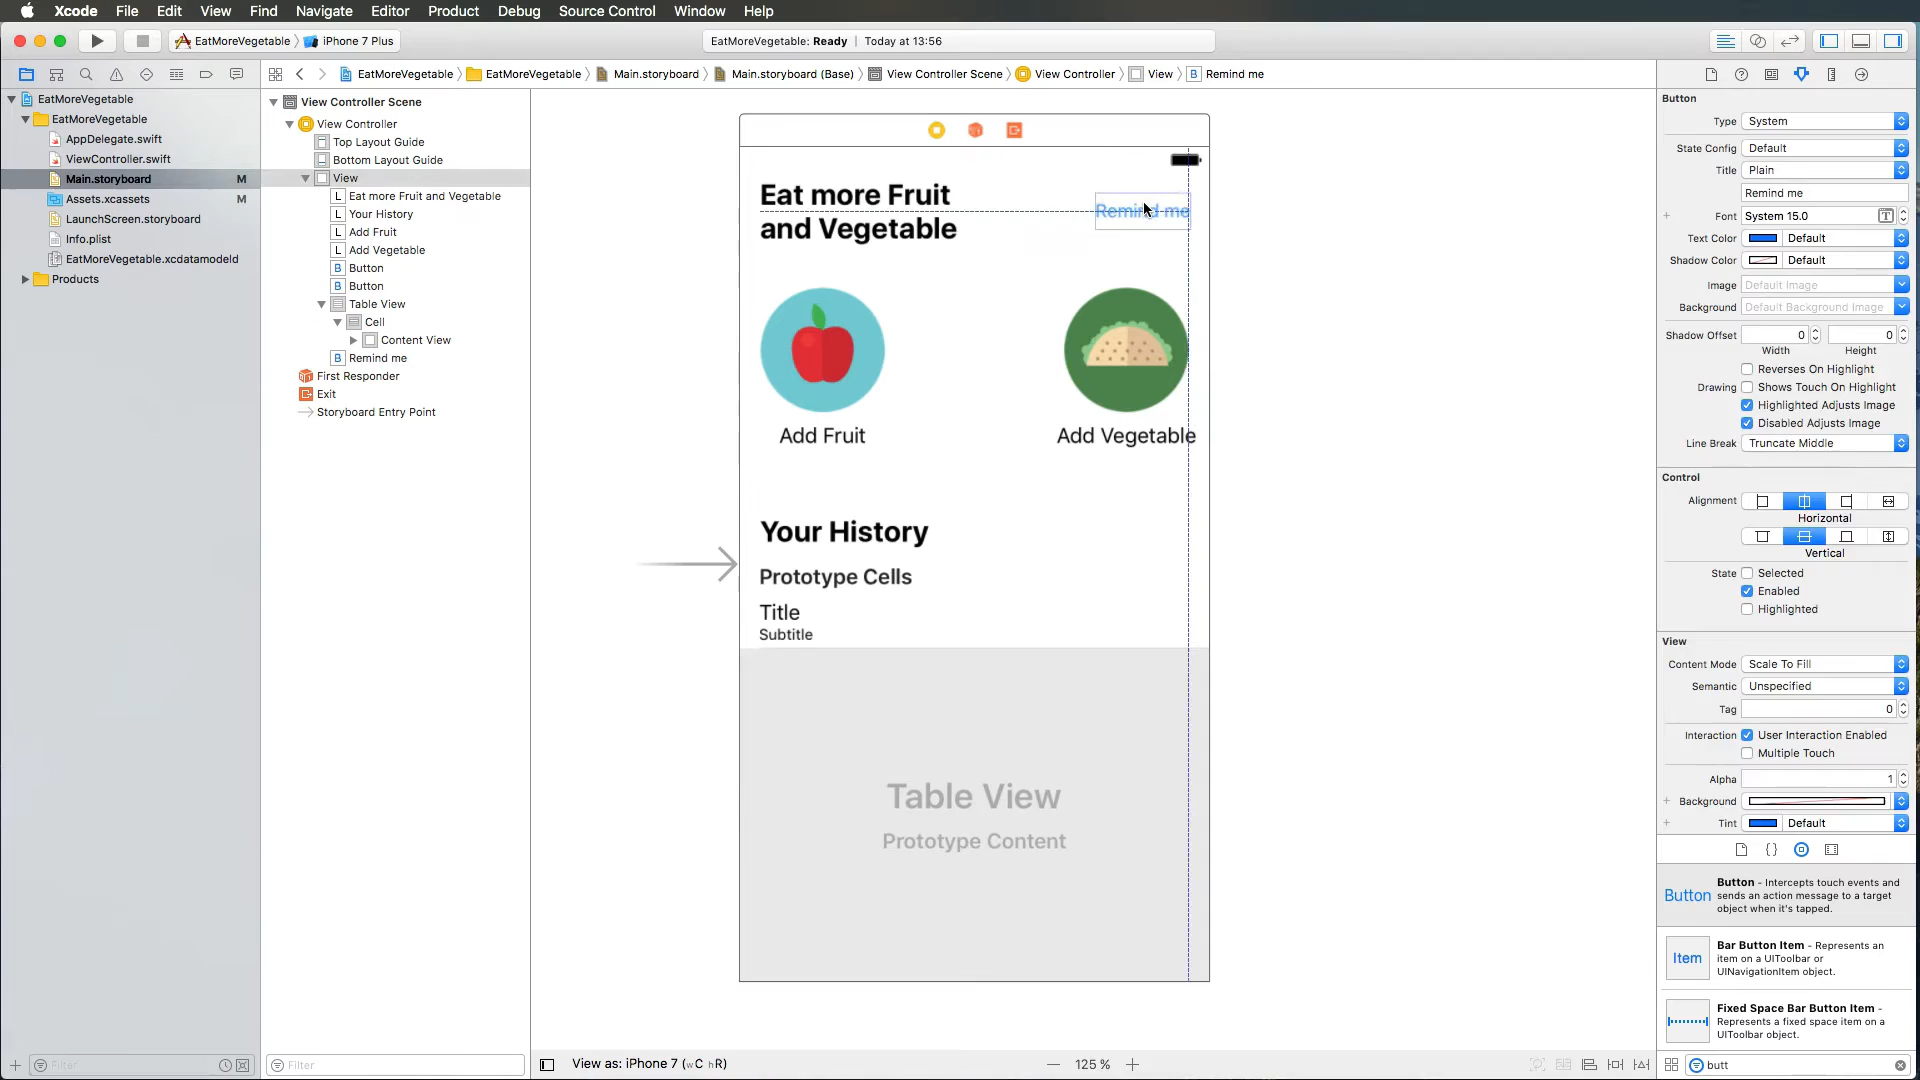 Xcode File Edit View Find Navigate Editor Product Debug Source Control Window Help
EatMoreVegetable iPhone 7 Plus
EatMoreVegetable: Ready | Today at 13:56
EatMoreVegetable EatMoreVegetable Main.storyboard Main.storyboard (Base) View Controller Scene View Controller View B Remind me
EatMoreVegetable
EatMoreVegetable
AppDelegate.swift
ViewController.swift
Main.storyboard M
Assets.xcassets M
LaunchScreen.storyboard
Info.plist
EatMoreVegetable.xcdatamodeld
Products
Filter
View Controller Scene
View Controller
Top Layout Guide
Bottom Layout Guide
View
L Eat more Fruit and Vegetable
L Your History
L Add Fruit
L Add Vegetable
B Button
B Button
Table View
Cell
Content View
B Remind me
First Responder
Exit
Storyboard Entry Point
Filter
Eat more Fruit
and Vegetable
Remind me
Add Fruit
Add Vegetable
Your History
Prototype Cells
Title
Subtitle
Table View
Prototype Content
View as: iPhone 7 (wC hR)
125 %
Button
Type System
State Config Default
Title Plain
Remind me
Font System 15.0 T
Text Color Default
Shadow Color Default
Image Default Image
Background Default Background Image
Shadow Offset 0 0
Width Height
Reverses On Highlight
Drawing Shows Touch On Highlight
Highlighted Adjusts Image
Disabled Adjusts Image
Line Break Truncate Middle
Control
Alignment
Horizontal
Vertical
State Selected
Enabled
Highlighted
View
Content Mode Scale To Fill
Semantic Unspecified
Tag 0
Interaction User Interaction Enabled
Multiple Touch
Alpha 1
Background
Tint Default
{}
Button
Button - Intercepts touch events and
sends an action message to a target
object when it's tapped.
Item
Bar Button Item - Represents an
item on a UIToolbar or
UINavigationItem object.
Fixed Space Bar Button Item -
Represents a fixed space item on a
UIToolbar object.
butt